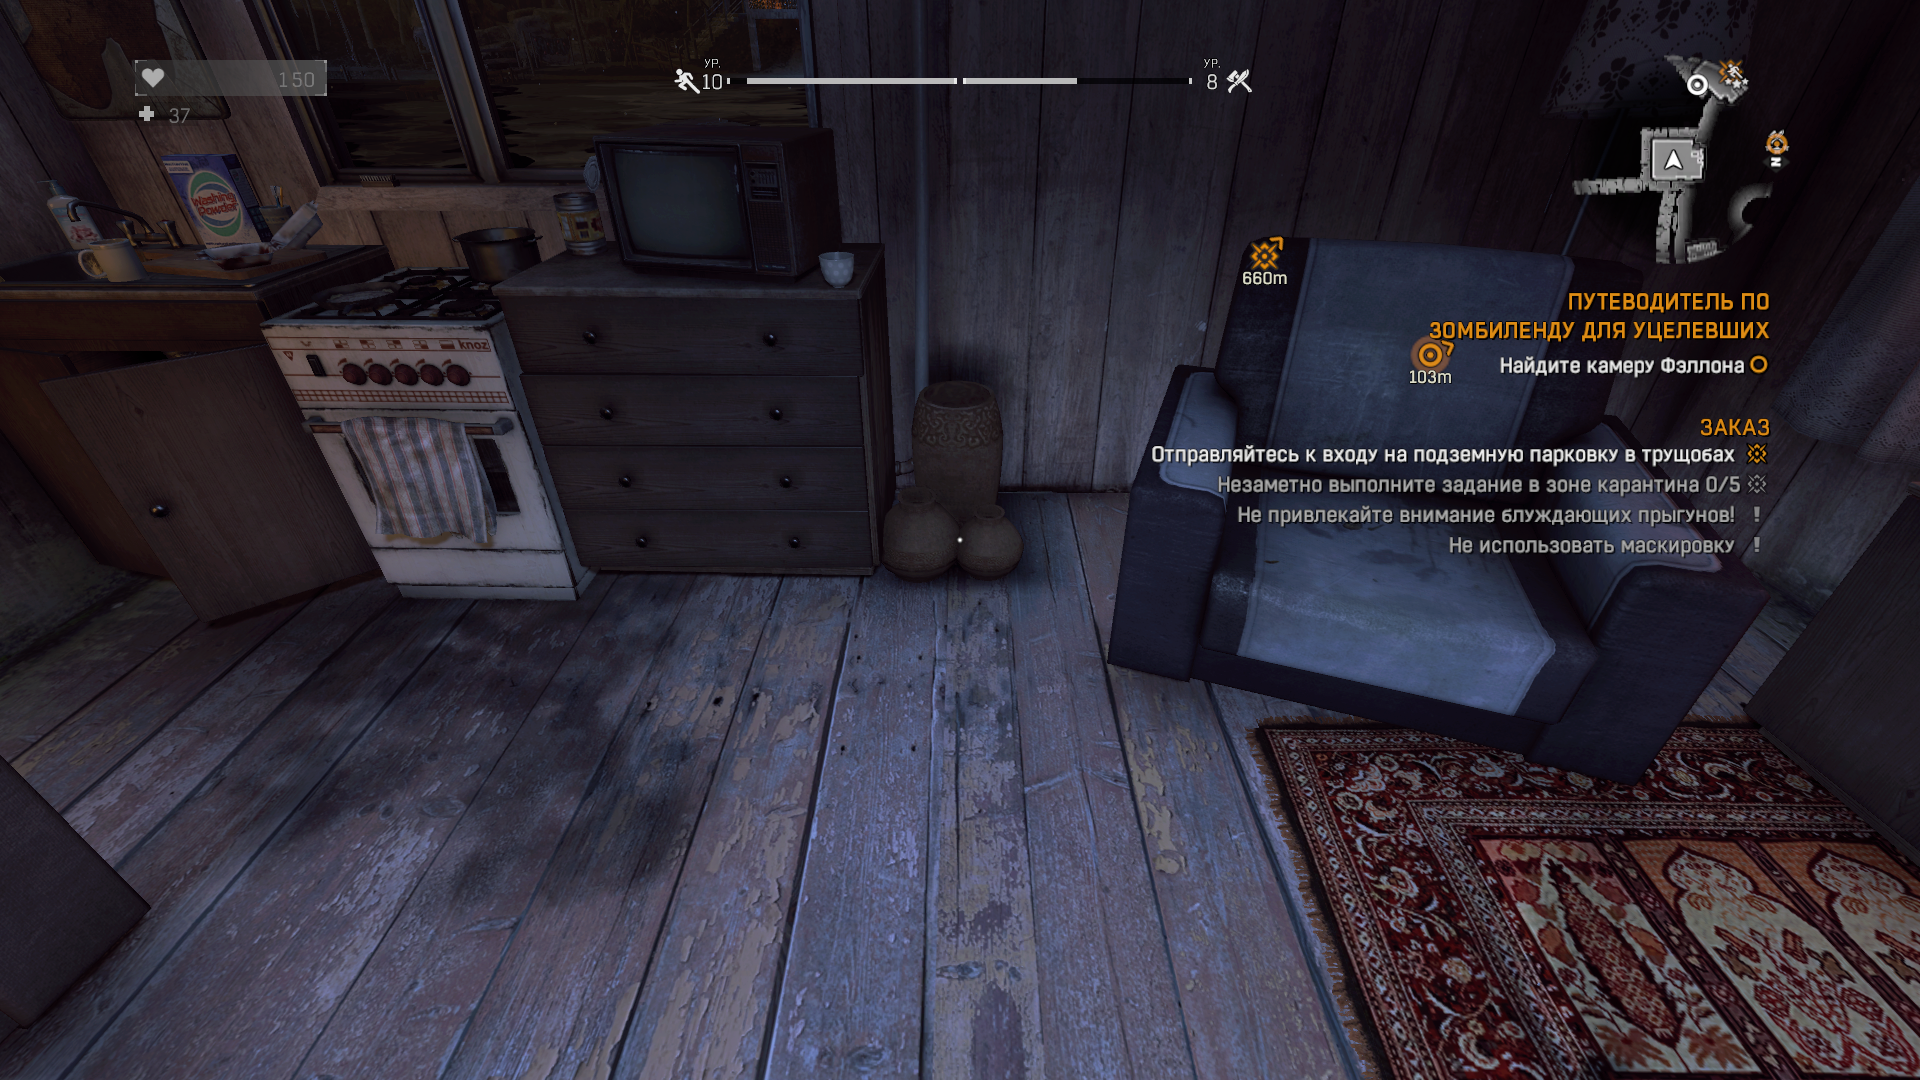 150
37
УР.
10
УР.
8
Washing
Powder
knoz
N
660m
ПУТЕВОДИТЕЛЬ ПО
ЗОМБИЛЕНДУ ДЛЯ УЦЕЛЕВШИХ
Найдите камеру Фэллона
103m
ЗАКАЗ
Отправляйтесь к входу на подземную парковку в трущобах
Незаметно выполните задание в зоне карантина 0/5
Не привлекайте внимание блуждающих прыгунов! !
Не использовать маскировку !